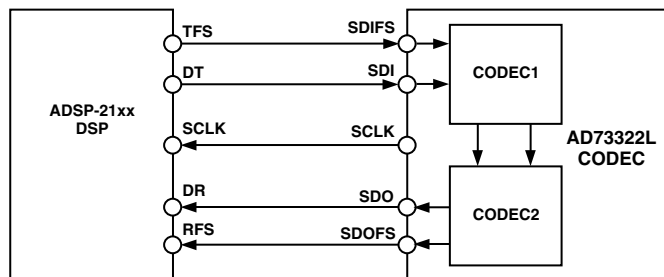 TFS
SDIFS
DT
SDI
CODEC1
ADSP-21xx
DSP
SCLK
SCLK
AD73322L
CODEC
DR
SDO
CODEC2
RFS
SDOFS